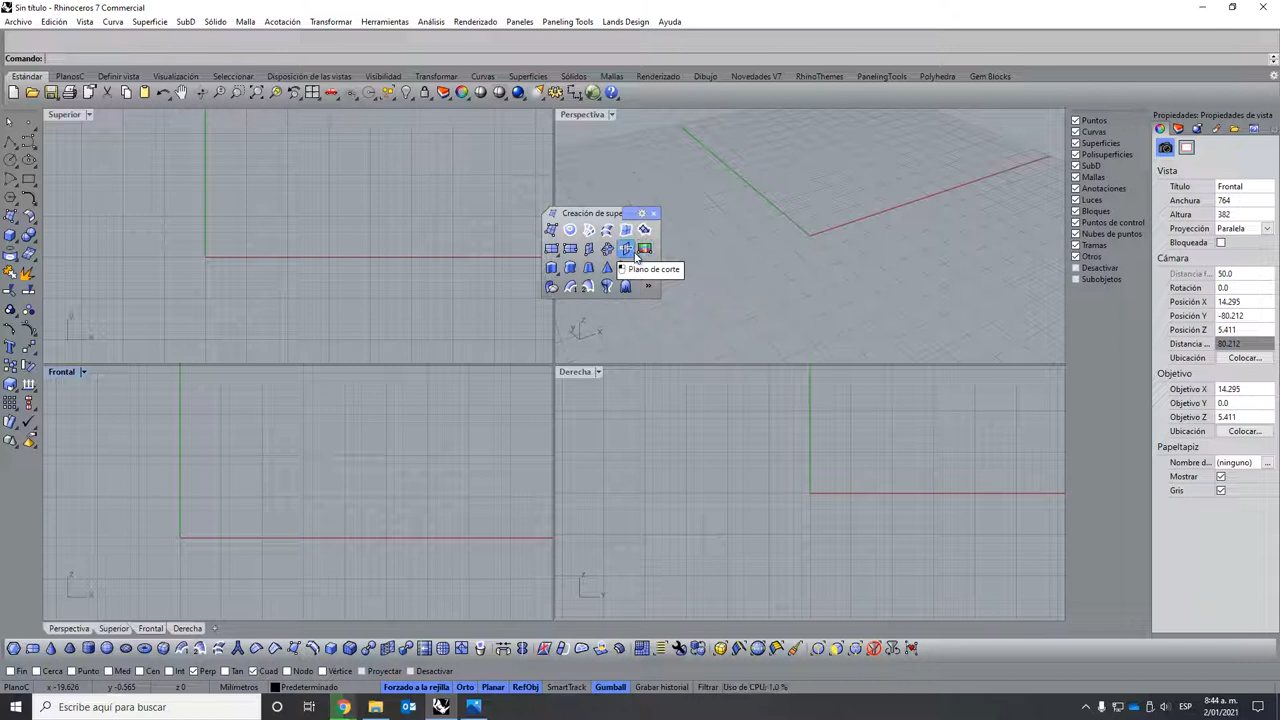 Sin título - Rhinoceros 7 Commercial
Archivo Edición Vista Curva Superficie SubD Sólido Malla Acotación Transformar Herramientas Análisis Renderizado Paneles Paneling Tools Lands Design Ayuda
Comando:
Estándar PlanosC Definir vista Visualización Seleccionar Disposición de las vistas Visibilidad Transformar Curvas Superficies Sólidos Mallas Renderizado Dibujo Novedades V7 RhinoThemes PanelingTools Polyhedra Gem Blocks
Superior
Perspectiva
Puntos
Curvas
Superficies
Polisuperficies
SubD
Mallas
Anotaciones
Luces
Bloques
Puntos de control
Nubes de puntos
Tramas
Otros
Desactivar
Subobjetos
Propiedades: Propiedades de vista
Vista
Título Frontal
Anchura 764
Altura 382
Proyección Paralela
Bloqueada
Cámara
Distancia f... 50.0
Rotación 0.0
Posición X 14.295
Posición Y -80.212
Posición Z 5.411
Distancia ... 80.212
Ubicación Colocar...
Objetivo
Objetivo X 14.295
Objetivo Y 0.0
Objetivo Z 5.411
Ubicación Colocar...
Papeltapiz
Nombre d... (ninguno) ...
Mostrar
Gris
Creación de supe
Plano de corte
z
y x
Frontal
Derecha
z
x
z
y
Perspectiva Superior Frontal Derecha
Fin Cerca Punto Med Cen Int Perp Tan Cuad Nodo Vértice Proyectar Desactivar
PlanoC x -19.626 y -0.565 z 0 Milímetros Predeterminado Forzado a la rejilla Orto Planar RefObj SmartTrack Gumball Grabar historial Filtrar Uso de CPU: 1.0 %
Escribe aquí para buscar
ESP
8:44 a. m.
2/01/2021